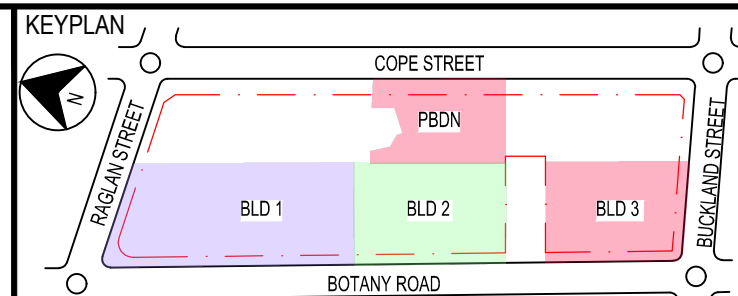 KEYPLAN
COPE STREET
N
PBDN
RAGLAN STREET
BUCKLAND STREET
BLD 1
BLD 2
BLD 3
BOTANY ROAD